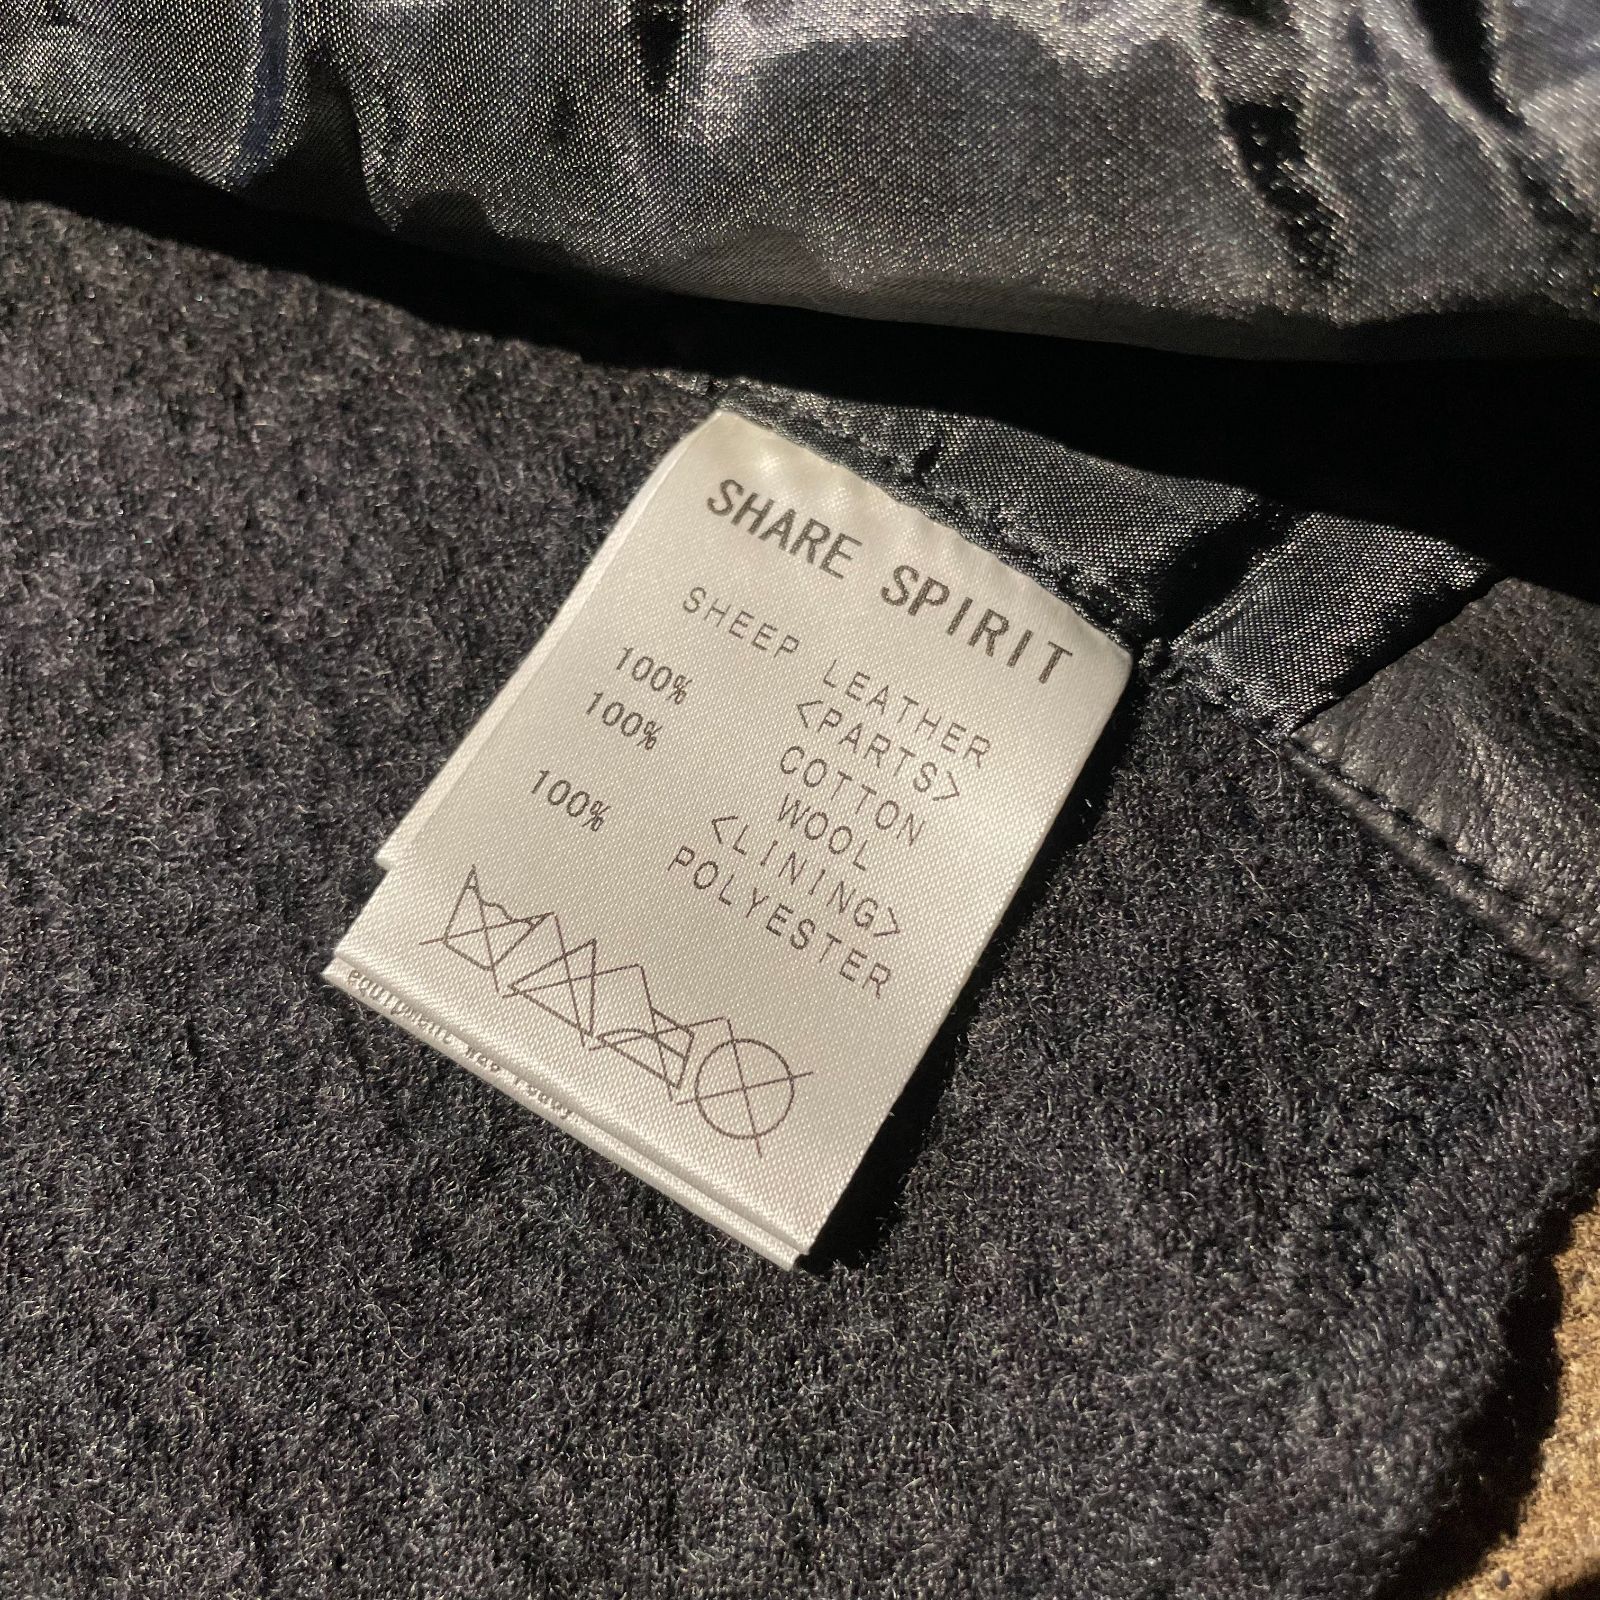 SHARE SPIRIT
SHEEP LEATHER
<PARTS>
100% COTTON
100% WOOL
<LINING>
100% POLYESTER